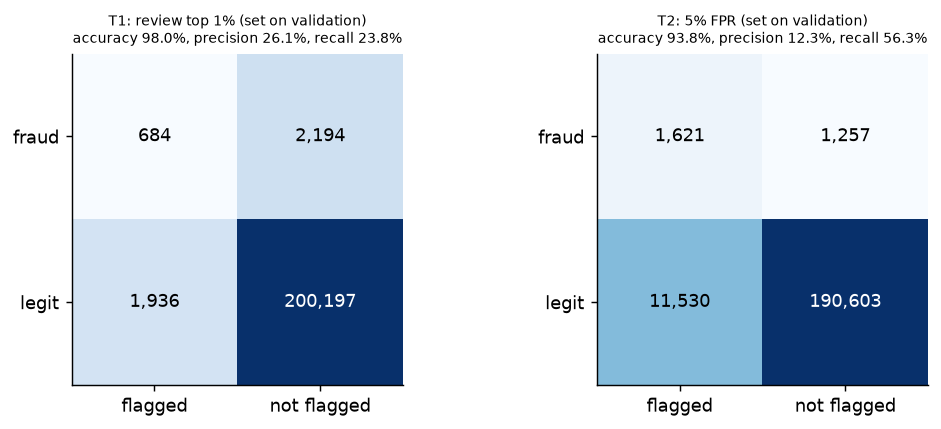 T1: review top 1% (set on validation)
accuracy 98.0%, precision 26.1%, recall 23.8%
fraud
684
2,194
legit
1,936
200,197
flagged
not flagged
T2: 5% FPR (set on validation)
accuracy 93.8%, precision 12.3%, recall 56.3%
fraud
1,621
1,257
legit
11,530
190,603
flagged
not flagged